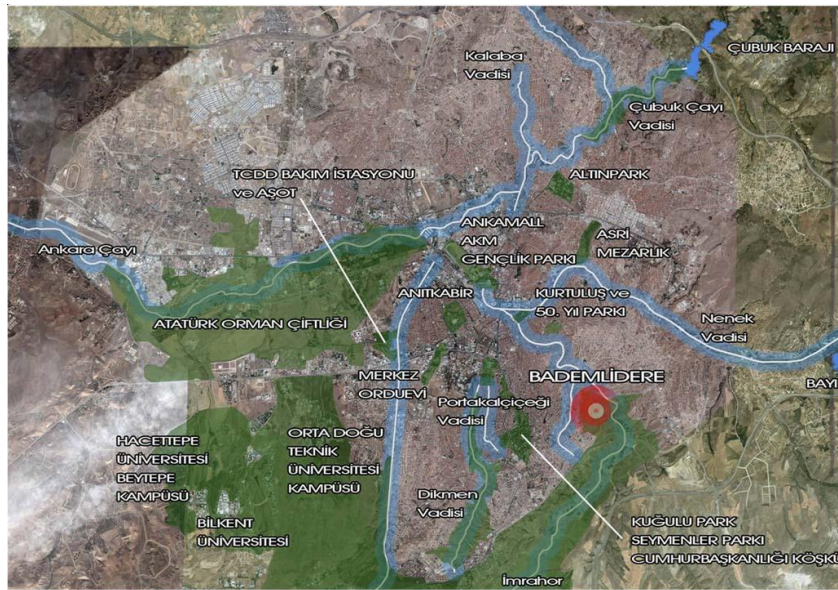 ÇUBUK BARAJI
Kalaba
Vadisi
Çubuk Çayı
Vadisi
TCDD BAKIM İSTASYONU
ve AŞOT
ALTINPARK
ANKAMALL
AKM
GENÇLİK PARKI
ASRİ
MEZARLIK
Ankara Çayı
ANITKABİR
KURTULUŞ ve
50. Yıl PARKI
ATATÜRK ORMAN ÇİFTLİĞİ
Nenek
Vadisi
MERKEZ
ORDUEVİ
BADEMLİDERE
BAYI
Portakalçiçeği
Vadisi
HACETTEPE
ÜNİVERSİTESİ
BEYTEPE
KAMPÜSÜ
ORTA DOĞU
TEKNİK
ÜNİVERSİTESİ
KAMPÜSÜ
Dikmen
Vadisi
BİLKENT
ÜNİVERSİTESİ
KUĞULU PARK
SEYMENLER PARKI
CUMHURBAŞKANLIĞI KÖŞKÜ
İmrahor